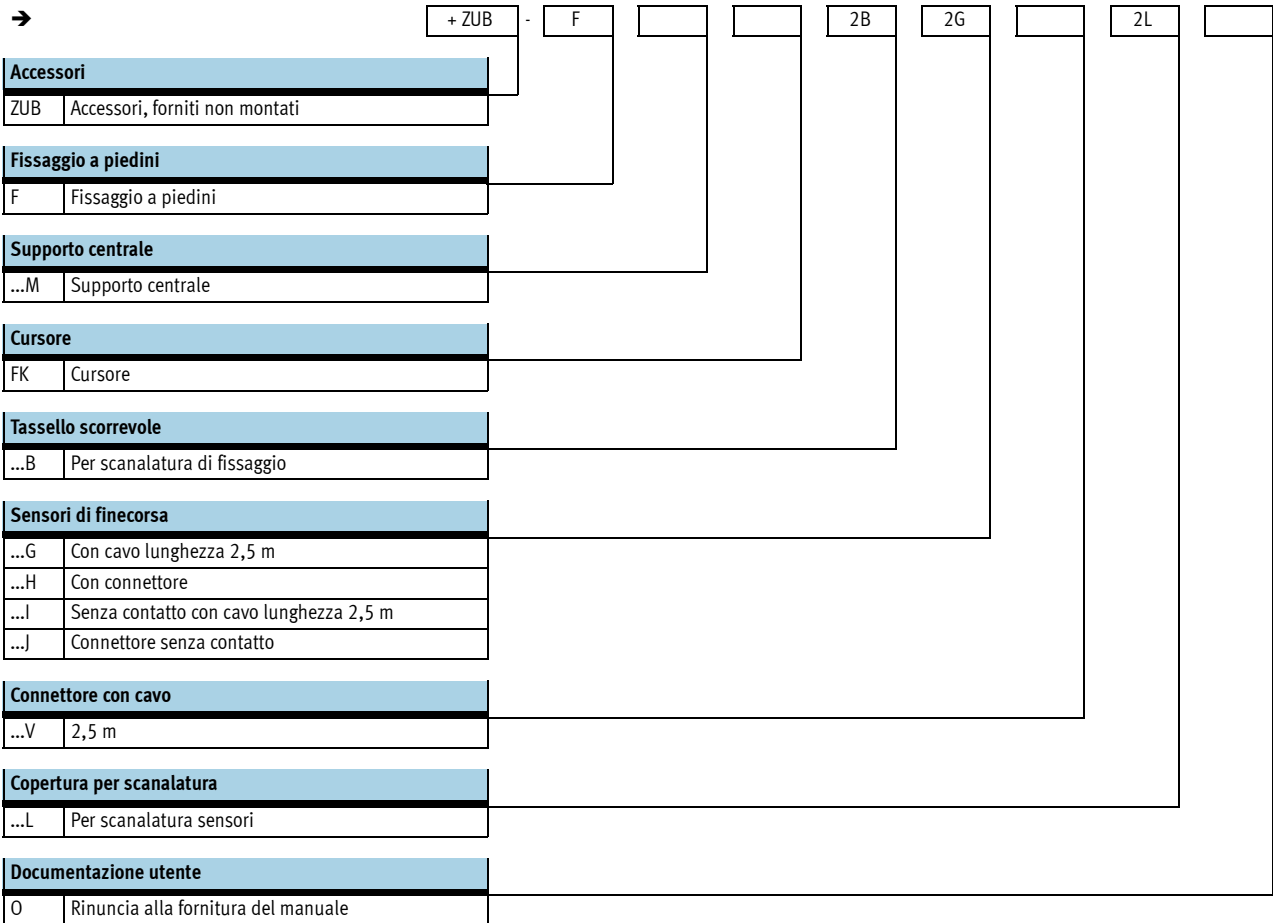 ➔ + ZUB - F 2B 2G 2L
Accessori
ZUB Accessori, forniti non montati
Fissaggio a piedini
F Fissaggio a piedini
Supporto centrale
...M Supporto centrale
Cursore
FK Cursore
Tassello scorrevole
...B Per scanalatura di fissaggio
Sensori di finecorsa
...G Con cavo lunghezza 2,5 m
...H Con connettore
...I Senza contatto con cavo lunghezza 2,5 m
...J Connettore senza contatto
Connettore con cavo
...V 2,5 m
Copertura per scanalatura
...L Per scanalatura sensori
Documentazione utente
O Rinuncia alla fornitura del manuale